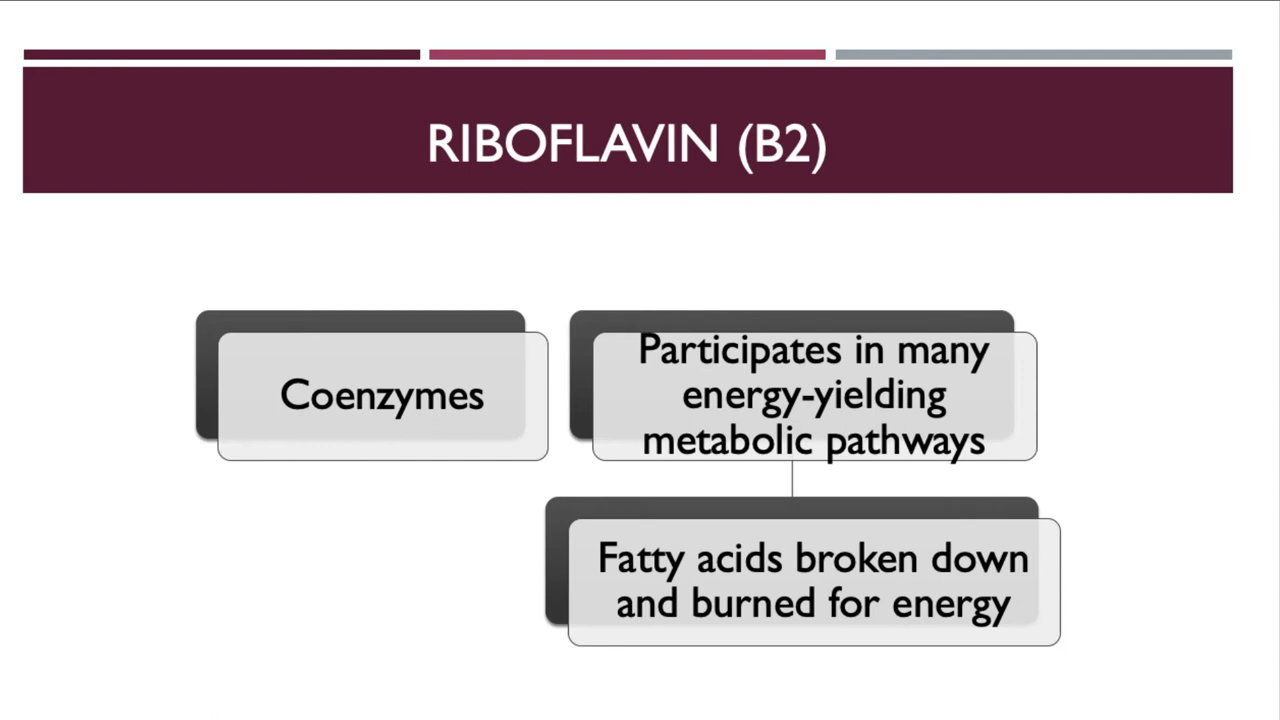 RIBOFLAVIN (B2)
Coenzymes
Participates in many
energy-yielding
metabolic pathways
Fatty acids broken down
and burned for energy